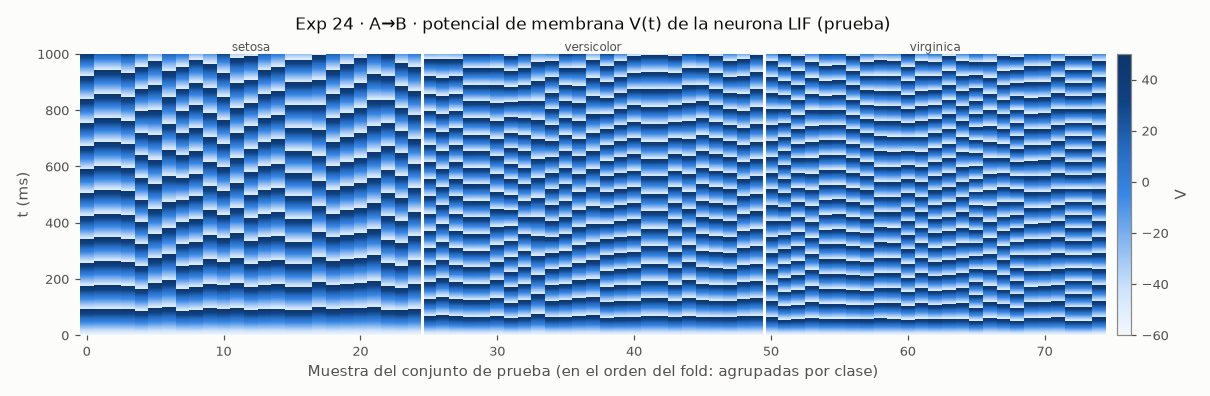 Exp 24 · A→B · potencial de membrana V(t) de la neurona LIF (prueba)
setosa versicolor virginica
1000
800
600
400
200
0
t (ms)
0 10 20 30 40 50 60 70
Muestra del conjunto de prueba (en el orden del fold: agrupadas por clase)
40
20
0
−20
−40
−60
V